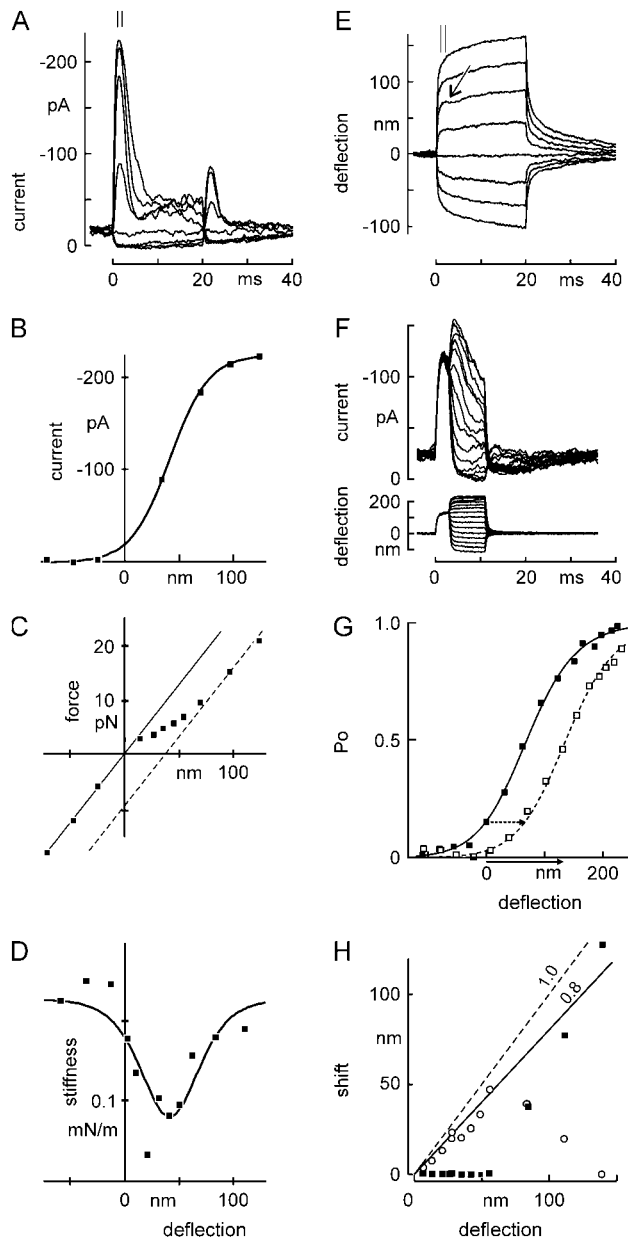 A
-200
pA
-100
current
0
0 20 ms 40
B
-200
pA
-100
current
0 nm 100
C
20
force
10
pN
nm 100
D
stiffness
0.1
mN/m
0 nm 100
deflection
E
100
nm
deflection
0
-100
0 20 ms 40
F
-100
current
pA
0
200
deflection
0
nm
0 20 ms
G
1.0
Po
0.5
0
0 nm 200
deflection
H
1.0
0.8
100
nm
shift
50
0
0 nm 100
deflection